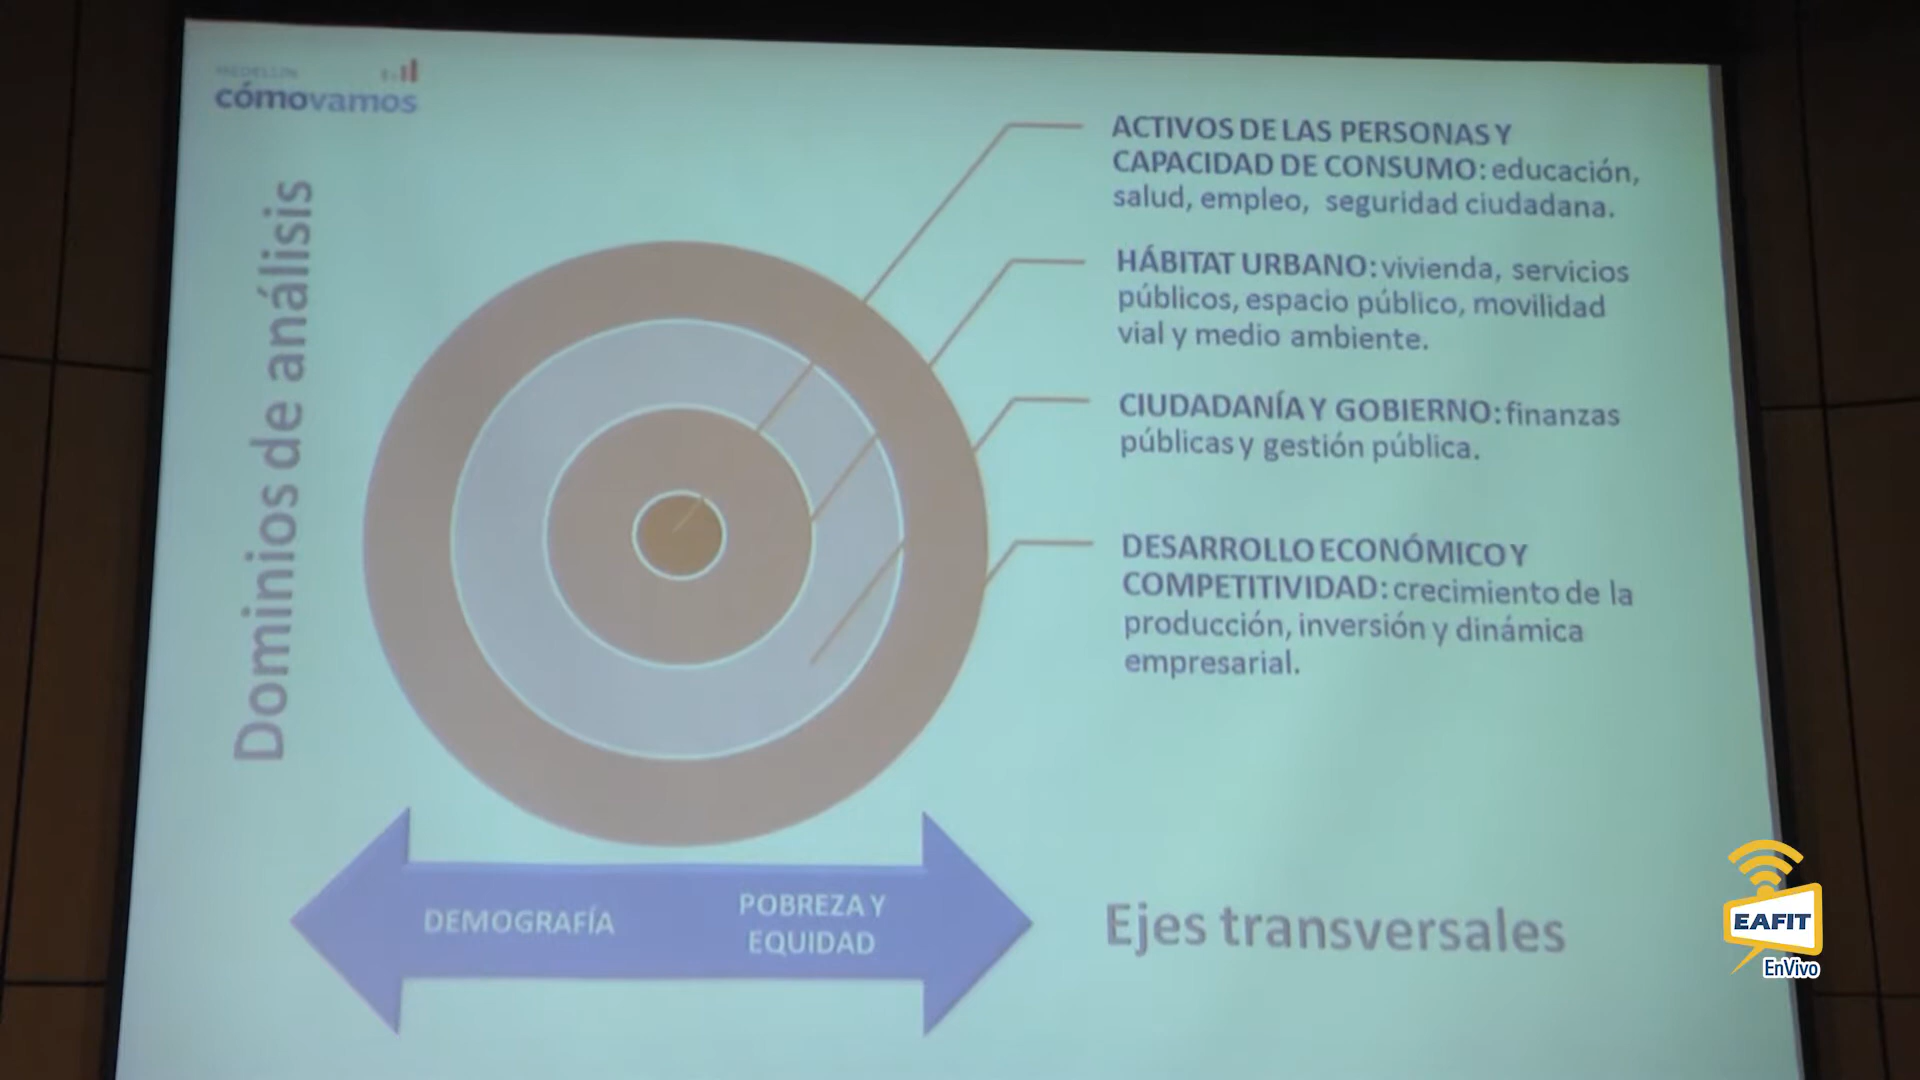 MEDELLÍN
cómovamos
Dominios de análisis
ACTIVOS DE LAS PERSONAS Y
CAPACIDAD DE CONSUMO: educación,
salud, empleo, seguridad ciudadana.
HÁBITAT URBANO: vivienda, servicios
públicos, espacio público, movilidad
vial y medio ambiente.
CIUDADANÍA Y GOBIERNO: finanzas
públicas y gestión pública.
DESARROLLO ECONÓMICO Y
COMPETITIVIDAD: crecimiento de la
producción, inversión y dinámica
empresarial.
DEMOGRAFÍA
POBREZA Y
EQUIDAD
Ejes transversales
EAFIT
EnVivo